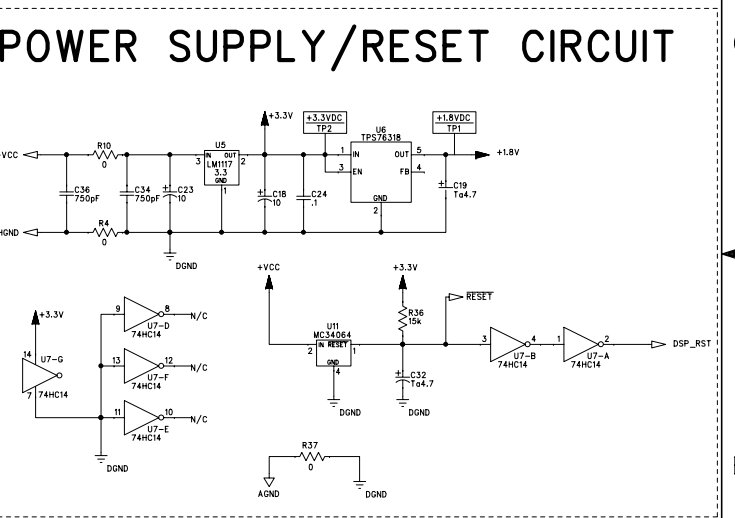 POWER SUPPLY/RESET CIRCUIT
+3.3V
+3.3VDC
TP2
U6
TPS76318
+1.8VDC
TP1
VCC
R10
0
U5
3 IN OUT 2
LM1117
3.3
GND
1
1 IN OUT 5
3 EN FB 4
GND
2
+1.8V
C36
750pF
C34
750pF
C23
10
C18
10
C24
.1
C19
Ta4.7
HGND
R4
0
DGND
+VCC
+3.3V
RESET
R36
15k
U11
MC34064
2 IN RESET 1
GND
4
C32
Ta4.7
DGND
DGND
3 4
U7-B
74HC14
1 2
U7-A
74HC14
DSP_RST
+3.3V
9 8 N/C
U7-D
74HC14
14 U7-G
7 74HC14
13 12 N/C
U7-F
74HC14
11 10 N/C
U7-E
74HC14
DGND
R37
0
AGND
DGND